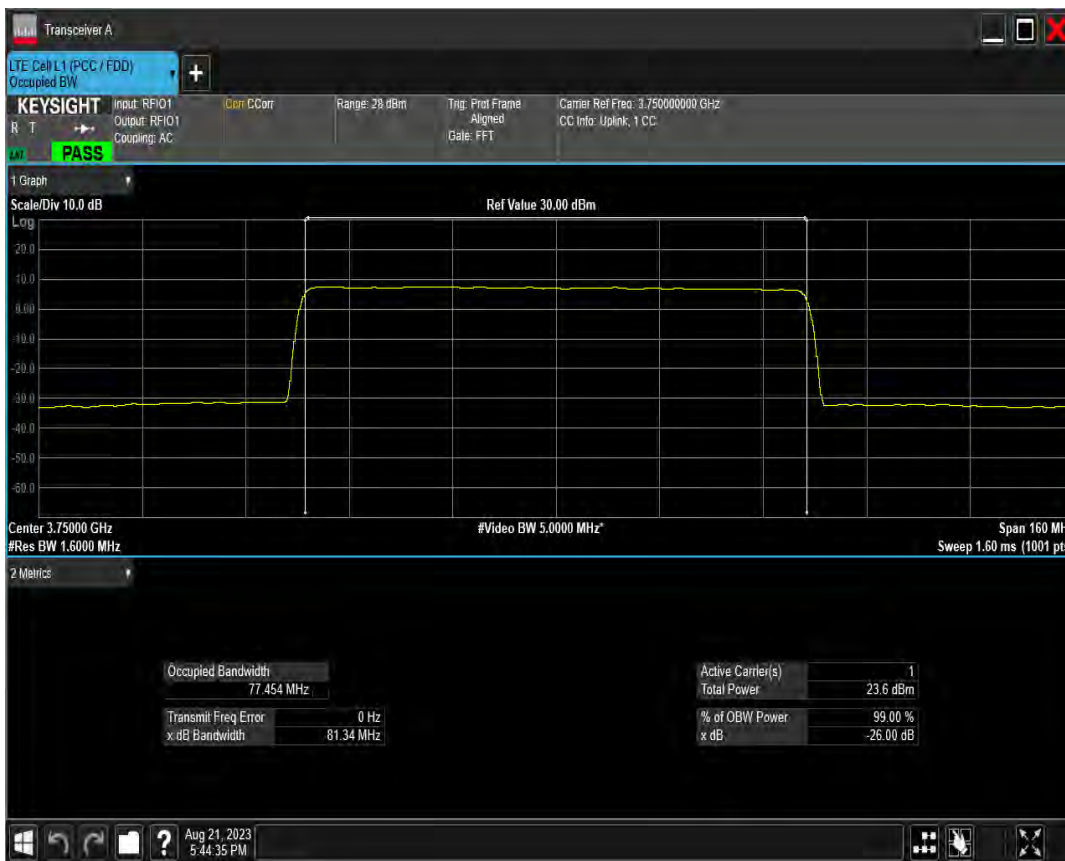 Transceiver A
LTE Cell L1 (PCC / FDD)
Occupied BW
+
KEYSIGHT
R T
PASS
Input: RFIO1
Output: RFIO1
Coupling: AC
Corr CCorr
Range: 28 dBm
Trig: Prot Frame
Aligned
Gate: FFT
Carrier Ref Freq: 3.750000000 GHz
CC Info: Uplink, 1 CC
1 Graph
Scale/Div 10.0 dB
Ref Value 30.00 dBm
Log
20.0
10.0
0.00
-10.0
-20.0
-30.0
-40.0
-50.0
-60.0
Center 3.75000 GHz
#Video BW 5.0000 MHz*
Span 160 MH
#Res BW 1.6000 MHz
Sweep 1.60 ms (1001 pts
2 Metrics
Occupied Bandwidth
77.454 MHz
Transmit Freq Error 0 Hz
x dB Bandwidth 81.34 MHz
Active Carrier(s) 1
Total Power 23.6 dBm
% of OBW Power 99.00 %
x dB -26.00 dB
?
Aug 21, 2023
5:44:35 PM